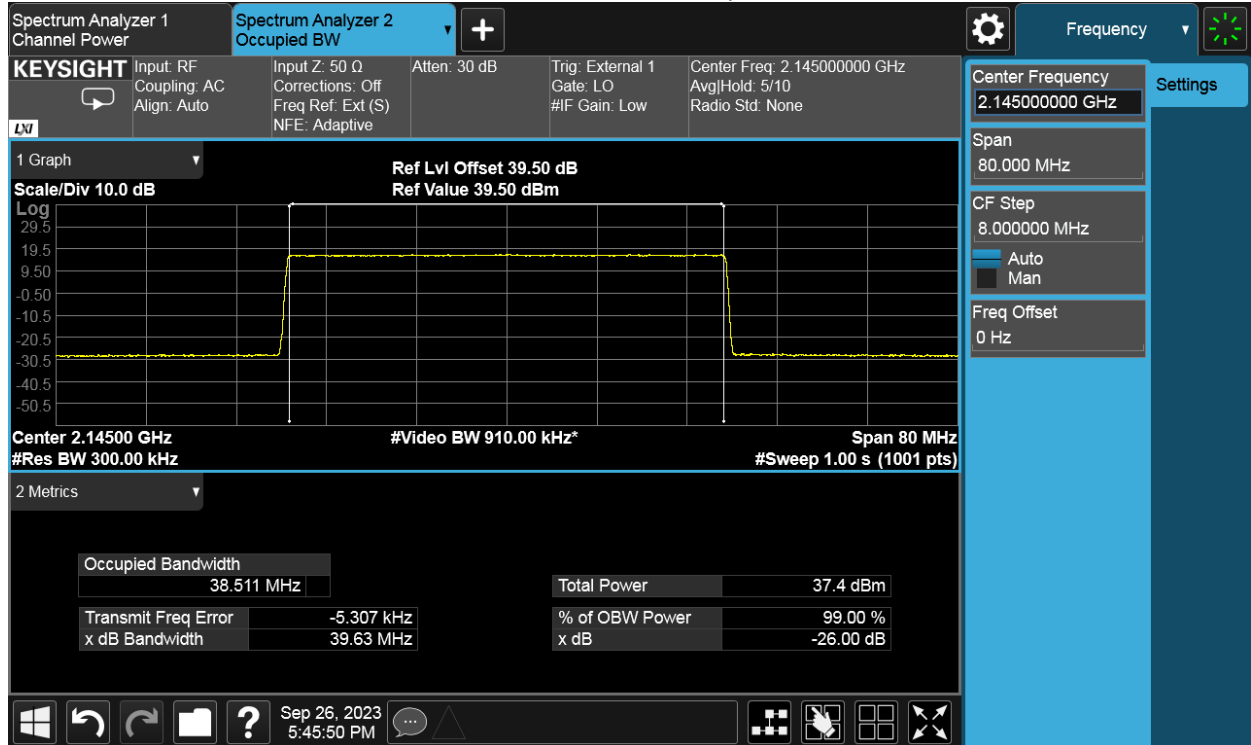 Spectrum Analyzer 1
Channel Power
Spectrum Analyzer 2
Occupied BW
Frequency
KEYSIGHT
LXI
Input: RF
Coupling: AC
Align: Auto
Input Z: 50 Ω
Corrections: Off
Freq Ref: Ext (S)
NFE: Adaptive
Atten: 30 dB
Trig: External 1
Gate: LO
#IF Gain: Low
Center Freq: 2.145000000 GHz
Avg|Hold: 5/10
Radio Std: None
Center Frequency
2.145000000 GHz
Settings
Span
80.000 MHz
CF Step
8.000000 MHz
Auto
Man
Freq Offset
0 Hz
1 Graph
Scale/Div 10.0 dB
Ref Lvl Offset 39.50 dB
Ref Value 39.50 dBm
Log
29.5
19.5
9.50
-0.50
-10.5
-20.5
-30.5
-40.5
-50.5
Center 2.14500 GHz
#Video BW 910.00 kHz*
Span 80 MHz
#Res BW 300.00 kHz
#Sweep 1.00 s (1001 pts)
2 Metrics
Occupied Bandwidth
38.511 MHz
Total Power 37.4 dBm
Transmit Freq Error -5.307 kHz
% of OBW Power 99.00 %
x dB Bandwidth 39.63 MHz
x dB -26.00 dB
?
Sep 26, 2023
5:45:50 PM